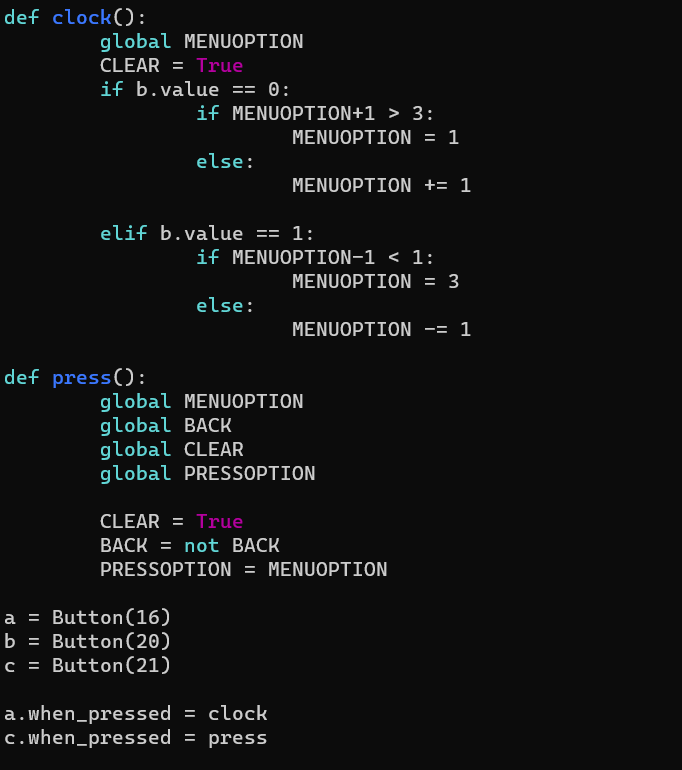 def clock():
        global MENUOPTION
        CLEAR = True
        if b.value == 0:
                if MENUOPTION+1 > 3:
                        MENUOPTION = 1
                else:
                        MENUOPTION += 1

        elif b.value == 1:
                if MENUOPTION-1 < 1:
                        MENUOPTION = 3
                else:
                        MENUOPTION -= 1

def press():
        global MENUOPTION
        global BACK
        global CLEAR
        global PRESSOPTION

        CLEAR = True
        BACK = not BACK
        PRESSOPTION = MENUOPTION

a = Button(16)
b = Button(20)
c = Button(21)

a.when_pressed = clock
c.when_pressed = press